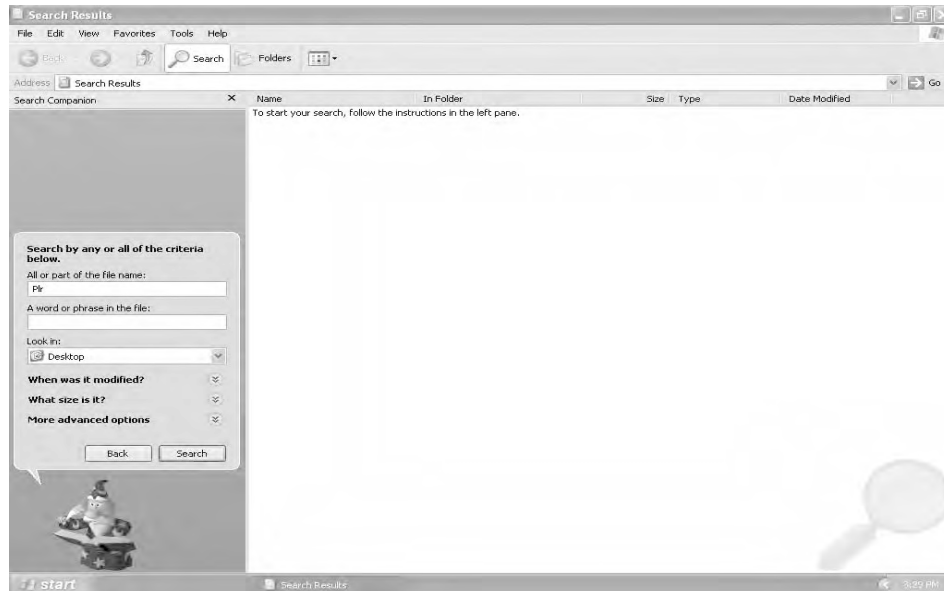 Search Results
File Edit View Favorites Tools Help
Back Search Folders
Address Search Results Go
Search Companion Name In Folder Size Type Date Modified
To start your search, follow the instructions in the left pane.
Search by any or all of the criteria
below.
All or part of the file name:
Plr
A word or phrase in the file:
Look in:
Desktop
When was it modified?
What size is it?
More advanced options
Back Search
start Search Results 3:29 PM